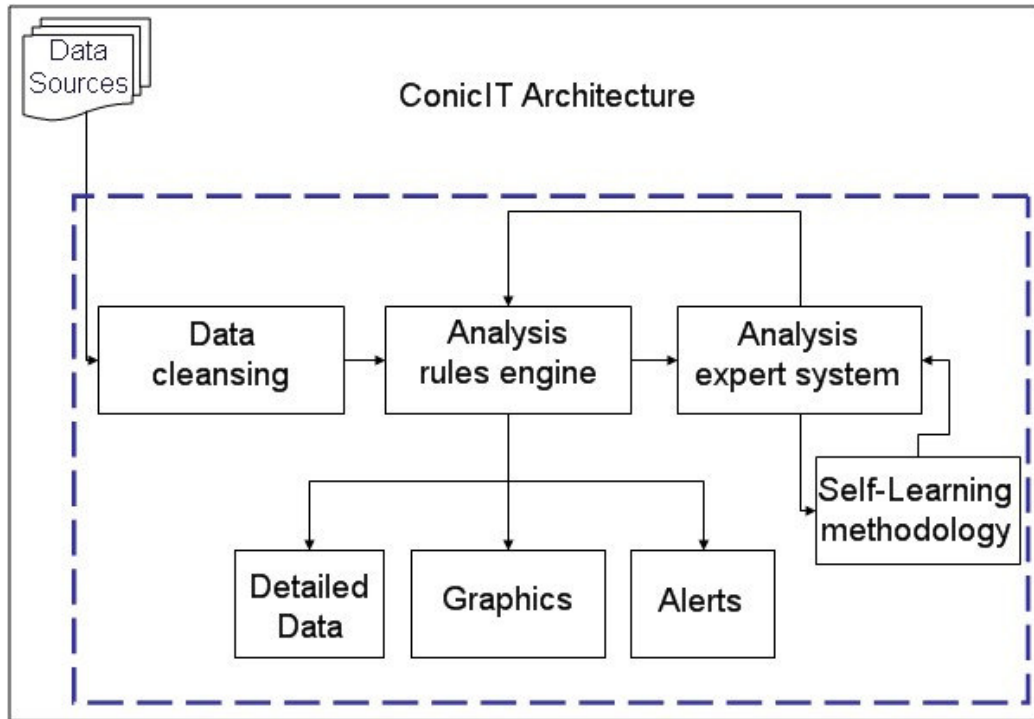 Data
Sources
ConicIT Architecture
Data
cleansing
Analysis
rules engine
Analysis
expert system
Self-Learning
methodology
Detailed
Data
Graphics
Alerts